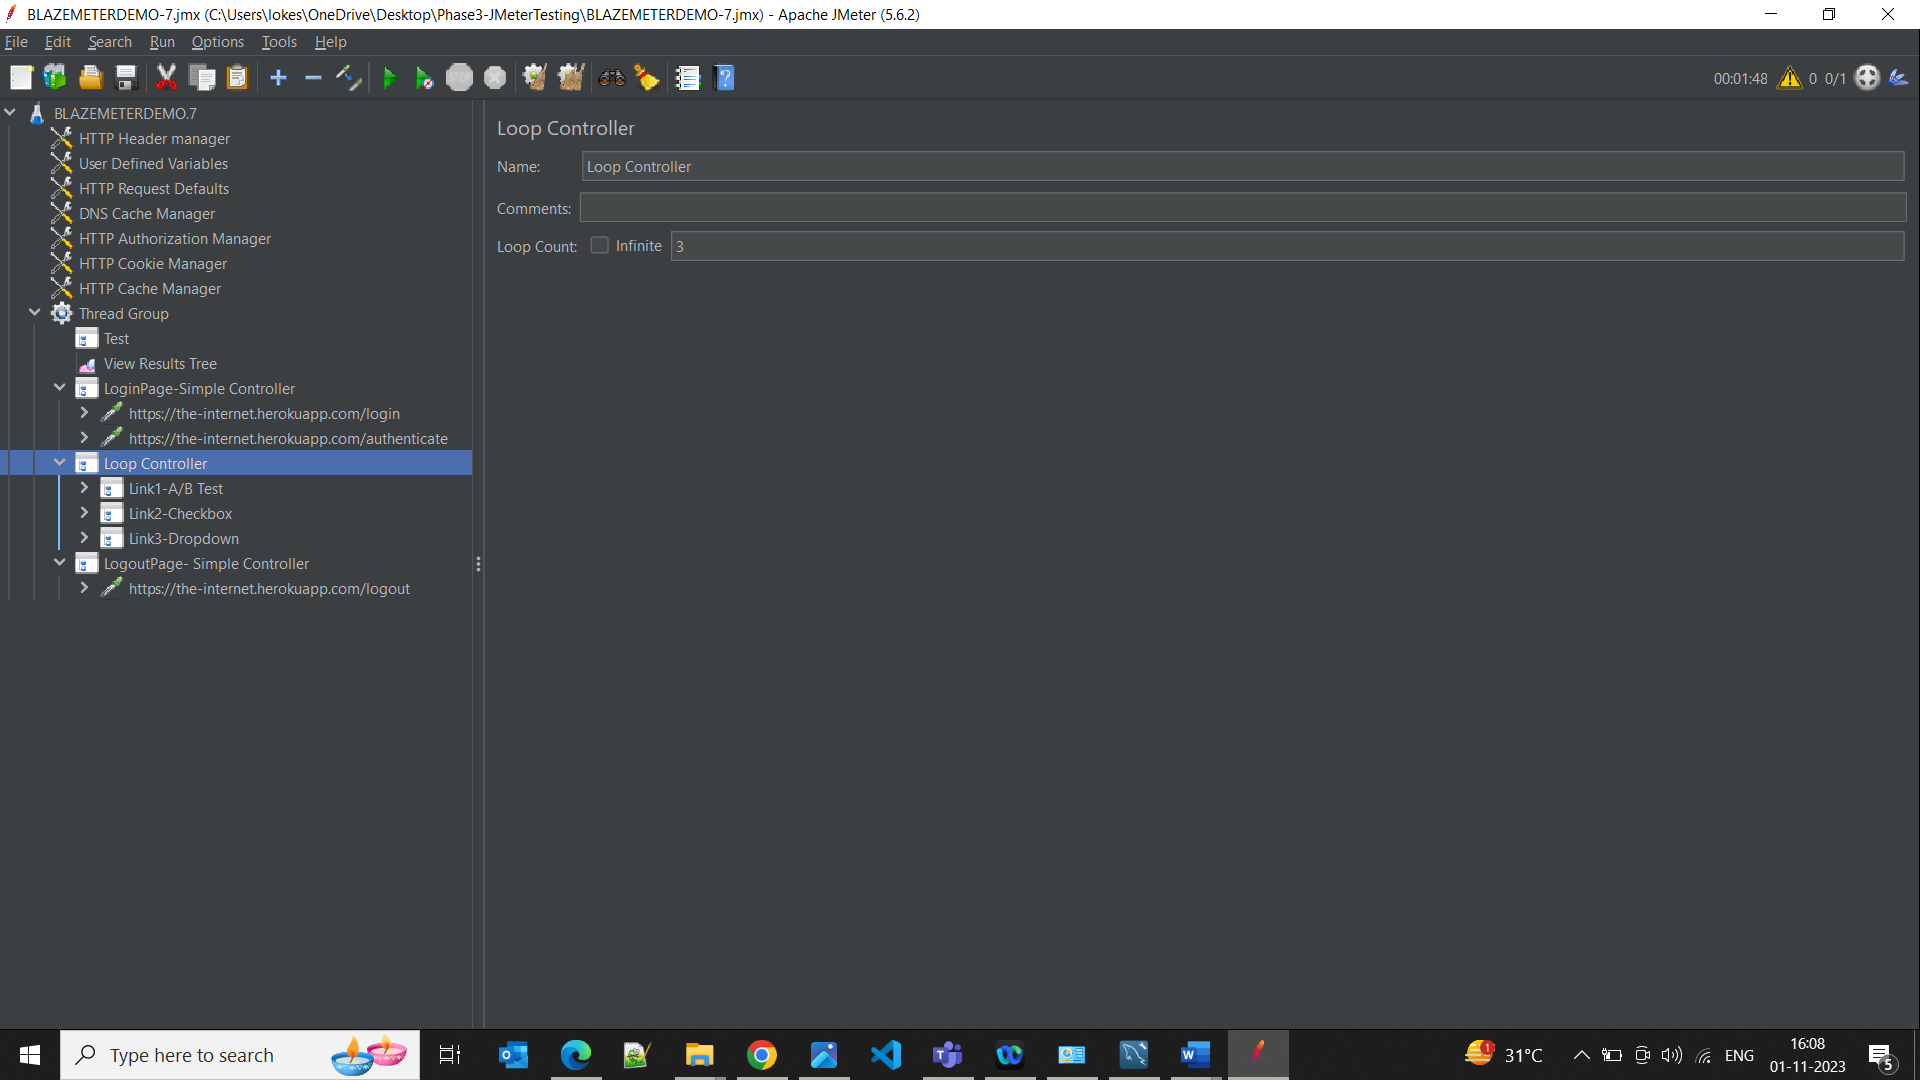 BLAZEMETERDEMO-7.jmx (C:\Users\lokes\OneDrive\Desktop\Phase3-JMeterTesting\BLAZEMETERDEMO-7.jmx) - Apache JMeter (5.6.2)
File Edit Search Run Options Tools Help
STOP 00:01:48 0 0/1
BLAZEMETERDEMO.7
HTTP Header manager
User Defined Variables
HTTP Request Defaults
DNS Cache Manager
HTTP Authorization Manager
HTTP Cookie Manager
HTTP Cache Manager
Thread Group
Test
View Results Tree
LoginPage-Simple Controller
https://the-internet.herokuapp.com/login
https://the-internet.herokuapp.com/authenticate
Loop Controller
Link1-A/B Test
Link2-Checkbox
Link3-Dropdown
LogoutPage- Simple Controller
https://the-internet.herokuapp.com/logout
Loop Controller
Name: Loop Controller
Comments:
Loop Count: Infinite 3
Type here to search
1 31°C ENG
16:08
01-11-2023
5